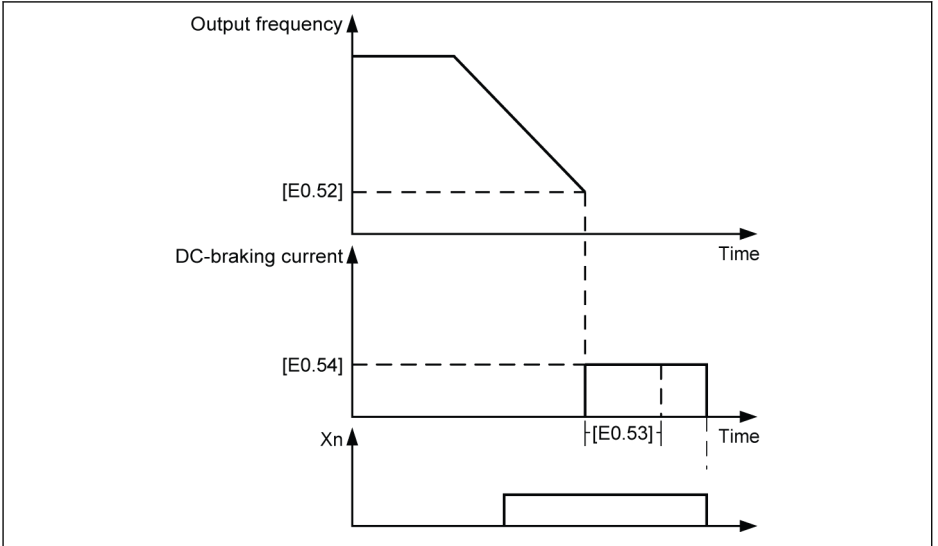 Output frequency
[E0.52]
Time
DC-braking current
[E0.54]
[E0.53]
Time
Xn